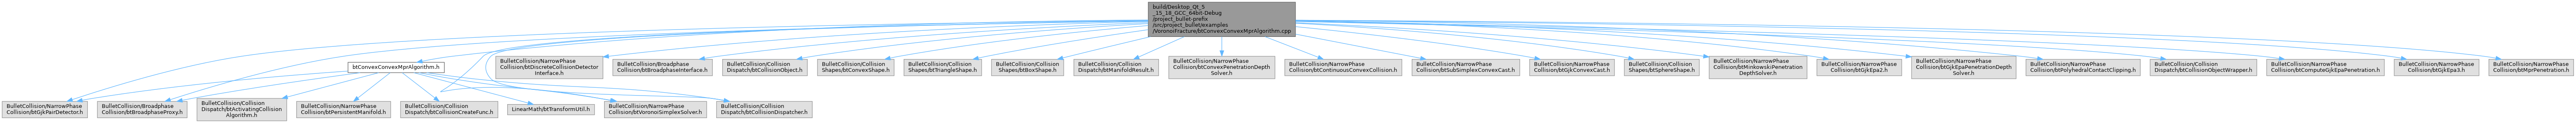 build/Desktop_Qt_5
_15_18_GCC_64bit-Debug
/project_bullet-prefix
/src/project_bullet/examples
/VoronoiFracture/btConvexConvexMprAlgorithm.cpp
btConvexConvexMprAlgorithm.h
BulletCollision/NarrowPhase
Collision/btDiscreteCollisionDetector
Interface.h
BulletCollision/Broadphase
Collision/btBroadphaseInterface.h
BulletCollision/Collision
Dispatch/btCollisionObject.h
BulletCollision/Collision
Shapes/btConvexShape.h
BulletCollision/Collision
Shapes/btTriangleShape.h
BulletCollision/Collision
Shapes/btBoxShape.h
BulletCollision/Collision
Dispatch/btManifoldResult.h
BulletCollision/NarrowPhase
Collision/btConvexPenetrationDepth
Solver.h
BulletCollision/NarrowPhase
Collision/btContinuousConvexCollision.h
BulletCollision/NarrowPhase
Collision/btSubSimplexConvexCast.h
BulletCollision/NarrowPhase
Collision/btGjkConvexCast.h
BulletCollision/Collision
Shapes/btSphereShape.h
BulletCollision/NarrowPhase
Collision/btMinkowskiPenetration
DepthSolver.h
BulletCollision/NarrowPhase
Collision/btGjkEpa2.h
BulletCollision/NarrowPhase
Collision/btGjkEpaPenetrationDepth
Solver.h
BulletCollision/NarrowPhase
Collision/btPolyhedralContactClipping.h
BulletCollision/Collision
Dispatch/btCollisionObjectWrapper.h
BulletCollision/NarrowPhase
Collision/btComputeGjkEpaPenetration.h
BulletCollision/NarrowPhase
Collision/btGjkEpa3.h
BulletCollision/NarrowPhase
Collision/btMprPenetration.h
BulletCollision/NarrowPhase
Collision/btGjkPairDetector.h
BulletCollision/Broadphase
Collision/btBroadphaseProxy.h
BulletCollision/Collision
Dispatch/btActivatingCollision
Algorithm.h
BulletCollision/NarrowPhase
Collision/btPersistentManifold.h
BulletCollision/Collision
Dispatch/btCollisionCreateFunc.h
LinearMath/btTransformUtil.h
BulletCollision/NarrowPhase
Collision/btVoronoiSimplexSolver.h
BulletCollision/Collision
Dispatch/btCollisionDispatcher.h